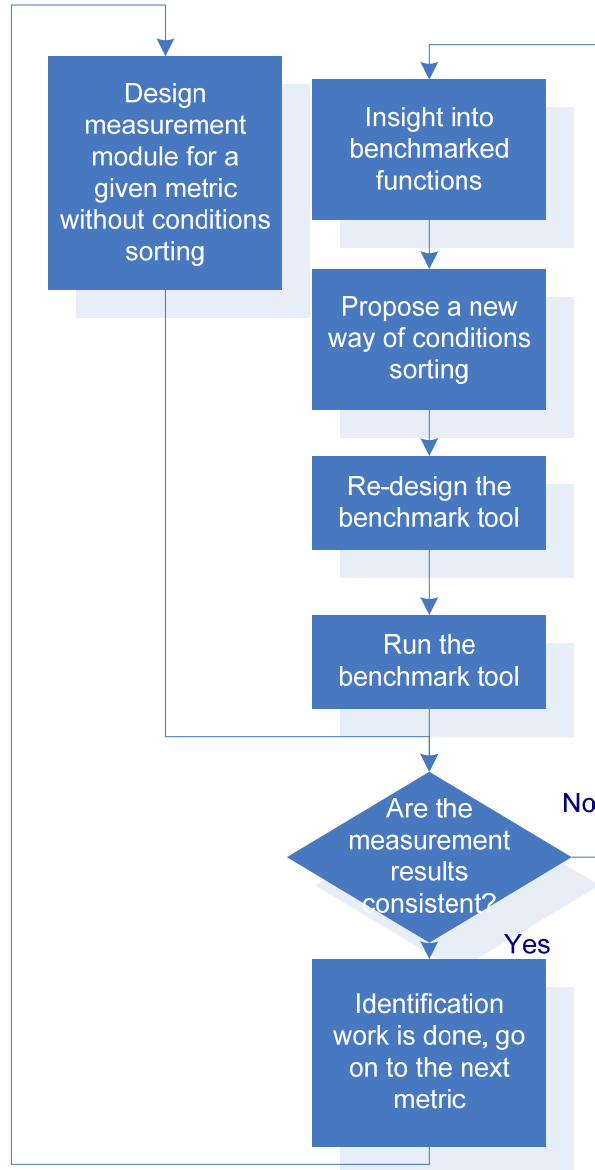 Design
measurement
module for a
given metric
without conditions
sorting
Insight into
benchmarked
functions
Propose a new
way of conditions
sorting
Re-design the
benchmark tool
Run the
benchmark tool
Are the
measurement
results
consistent?
No
Yes
Identification
work is done, go
on to the next
metric